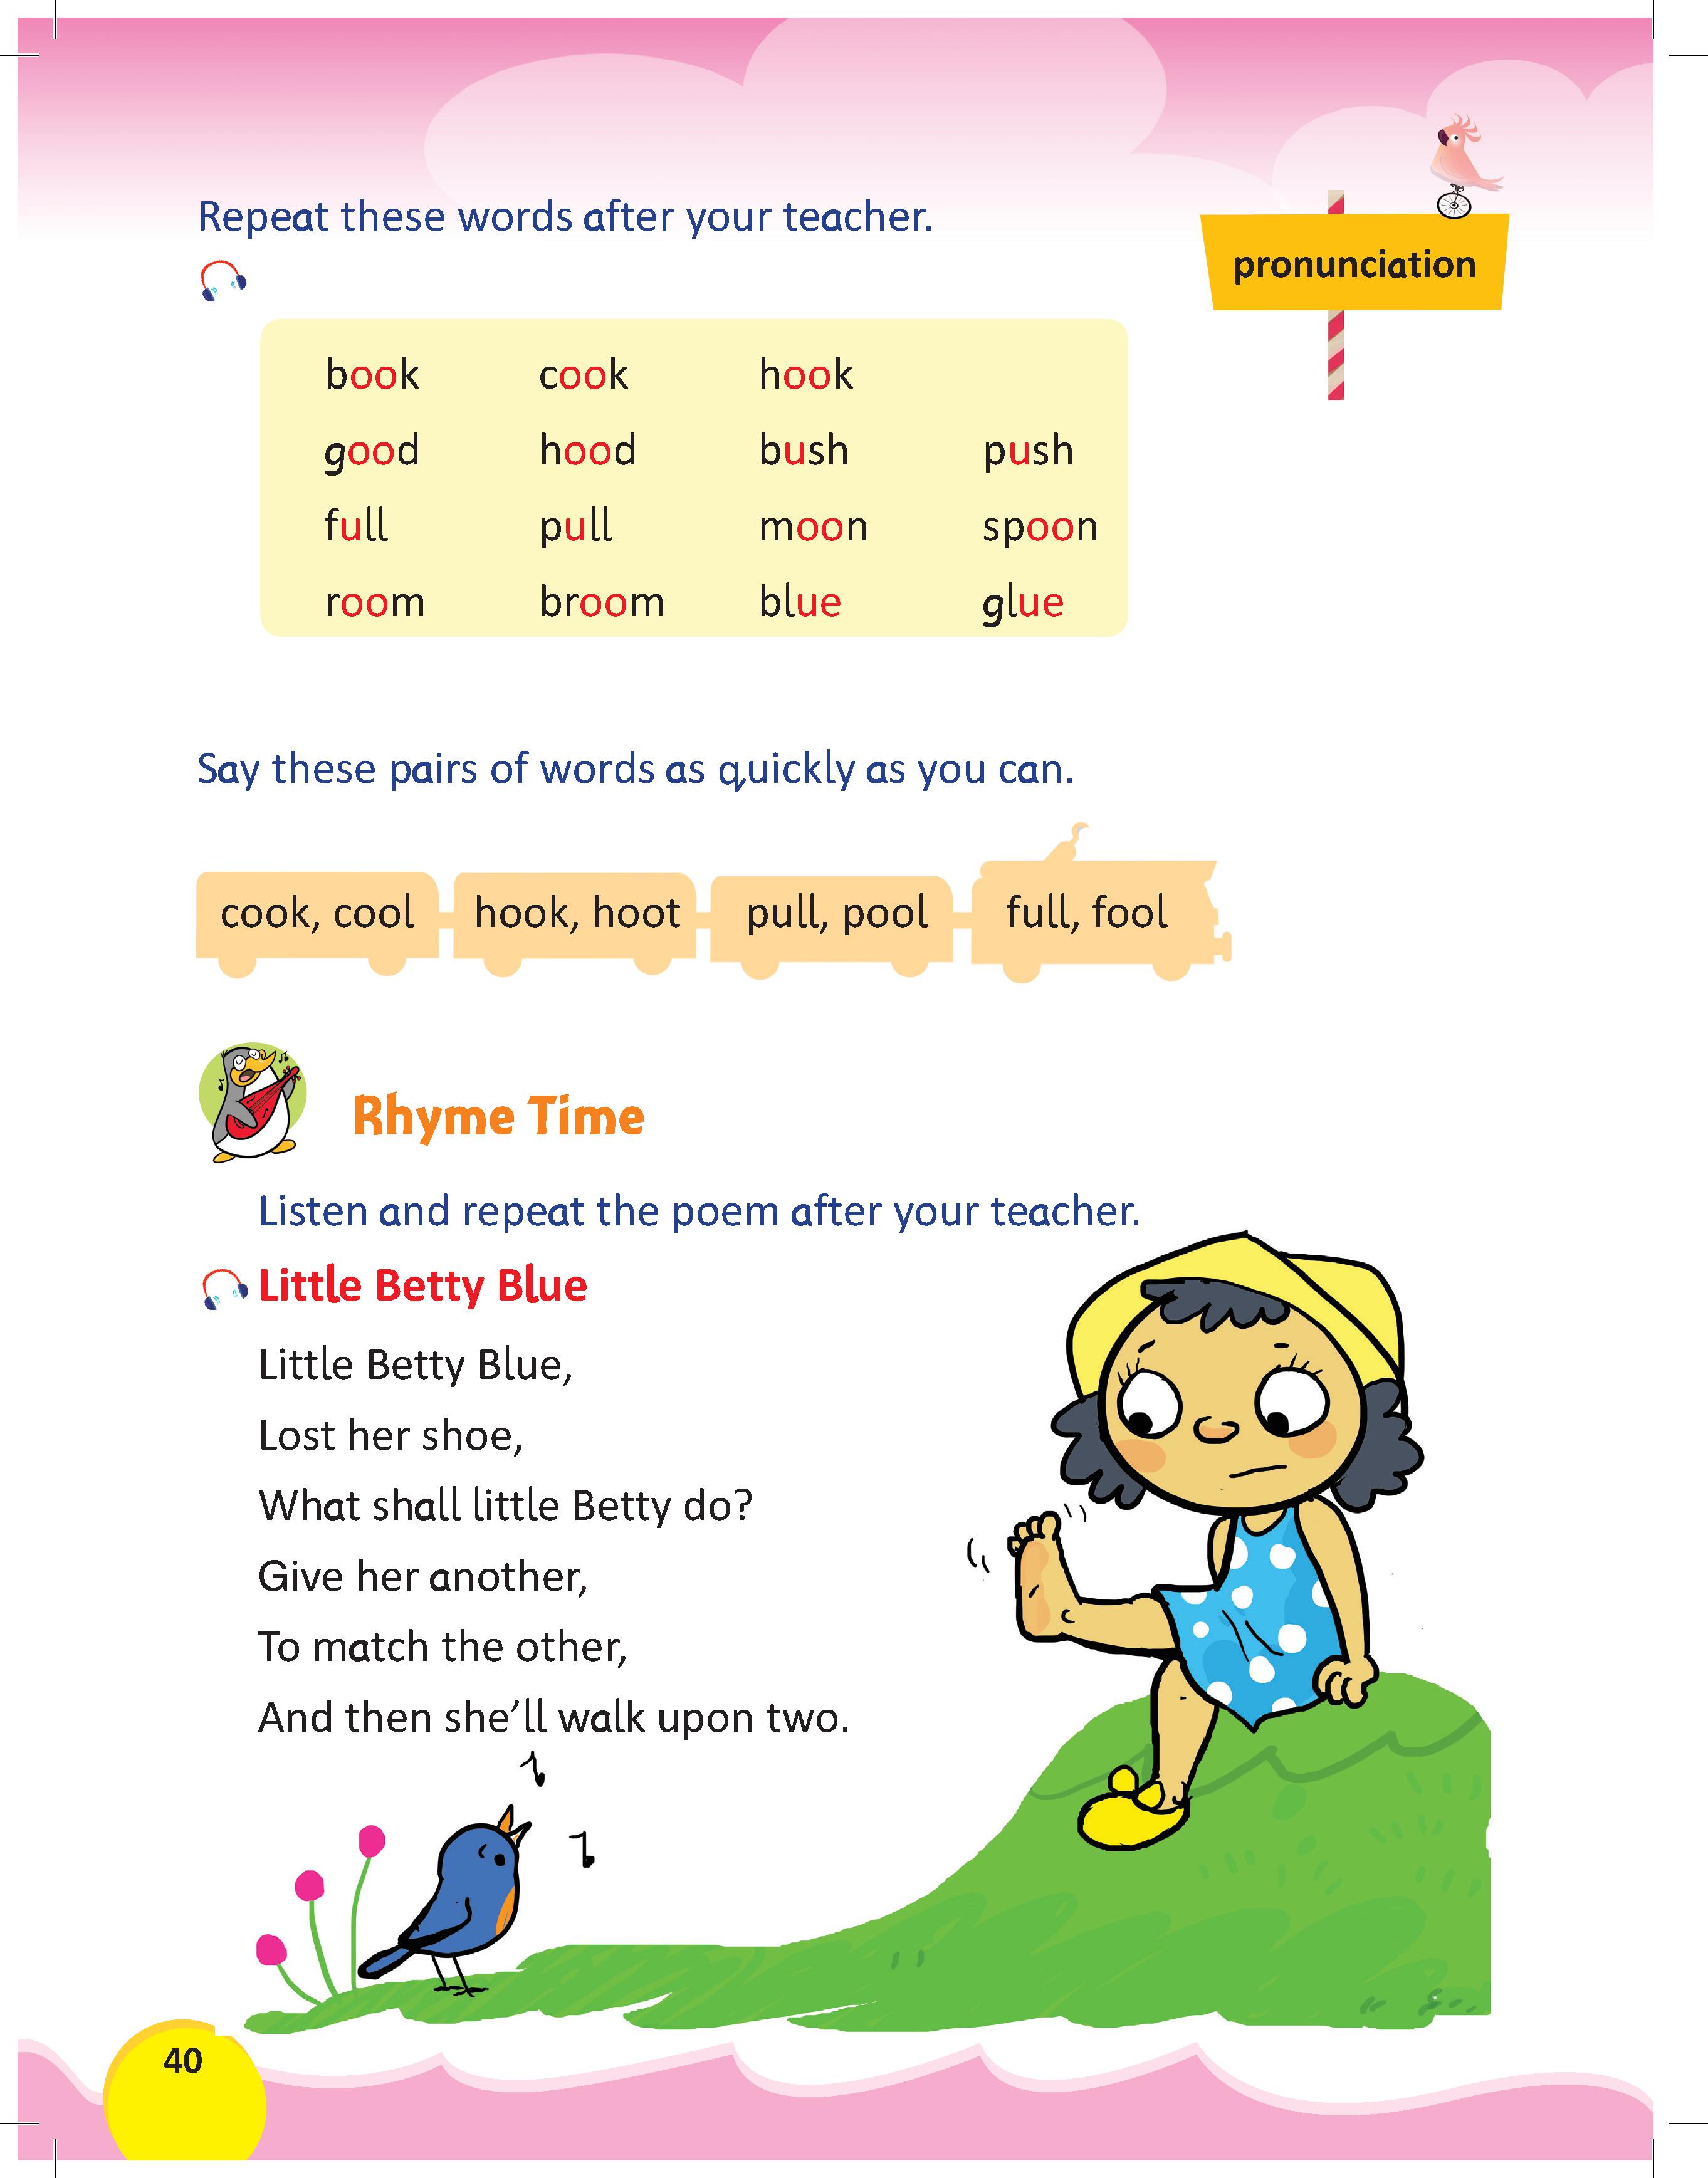 Repeat these words after your teacher.
pronunciation
book cook hook
good hood bush push
full pull moon spoon
room broom blue glue
Say these pairs of words as quickly as you can.
cook, cool hook, hoot pull, pool full, fool
Rhyme Time
Listen and repeat the poem after your teacher.
Little Betty Blue
Little Betty Blue,
Lost her shoe,
What shall little Betty do?
Give her another,
To match the other,
And then she’ll walk upon two.
40